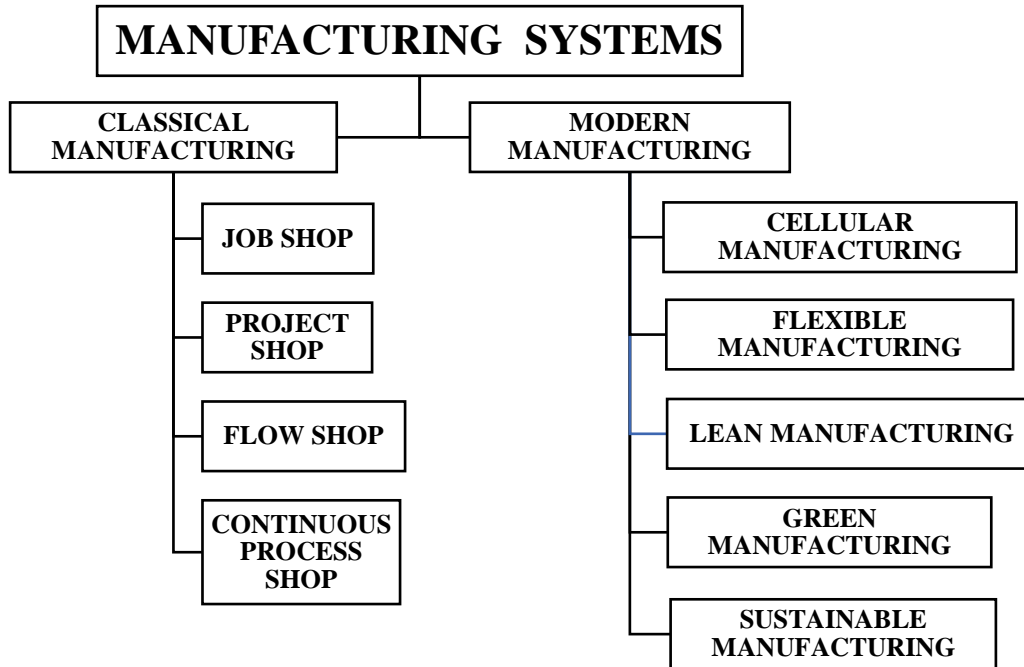 MANUFACTURING SYSTEMS
CLASSICAL
MANUFACTURING
JOB SHOP
PROJECT
SHOP
FLOW SHOP
CONTINUOUS
PROCESS
SHOP
MODERN
MANUFACTURING
CELLULAR
MANUFACTURING
FLEXIBLE
MANUFACTURING
LEAN MANUFACTURING
GREEN
MANUFACTURING
SUSTAINABLE
MANUFACTURING